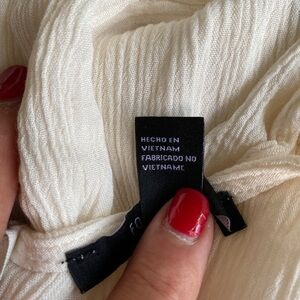 HECHO EN
VIETNAM
FABRICADO NO
VIETNAME